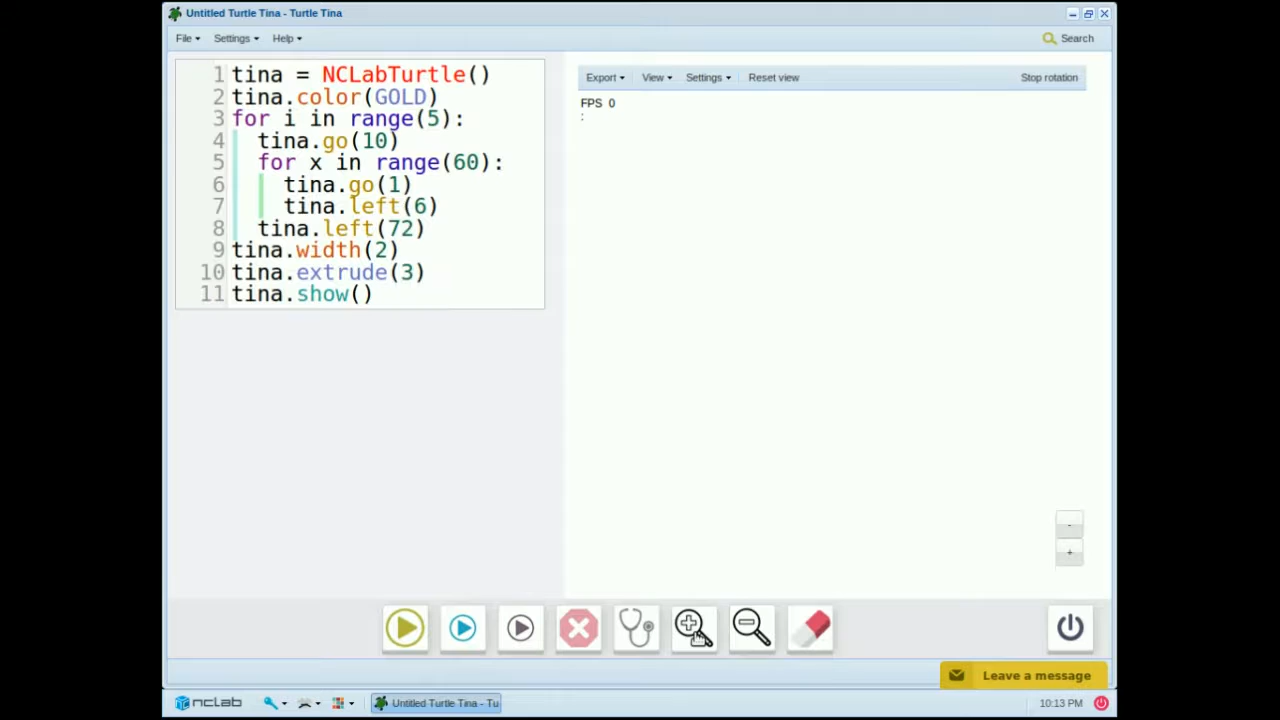 Untitled Turtle Tina - Turtle Tina
File Settings Help Search
1 tina = NCLabTurtle()
2 tina.color(GOLD)
3 for i in range(5):
4 tina.go(10)
5 for x in range(60):
6 tina.go(1)
7 tina.left(6)
8 tina.left(72)
9 tina.width(2)
10 tina.extrude(3)
11 tina.show()
Export View Settings Reset view Stop rotation
FPS 0
:
-
+
Leave a message
nclab Untitled Turtle Tina - Tu 10:13 PM